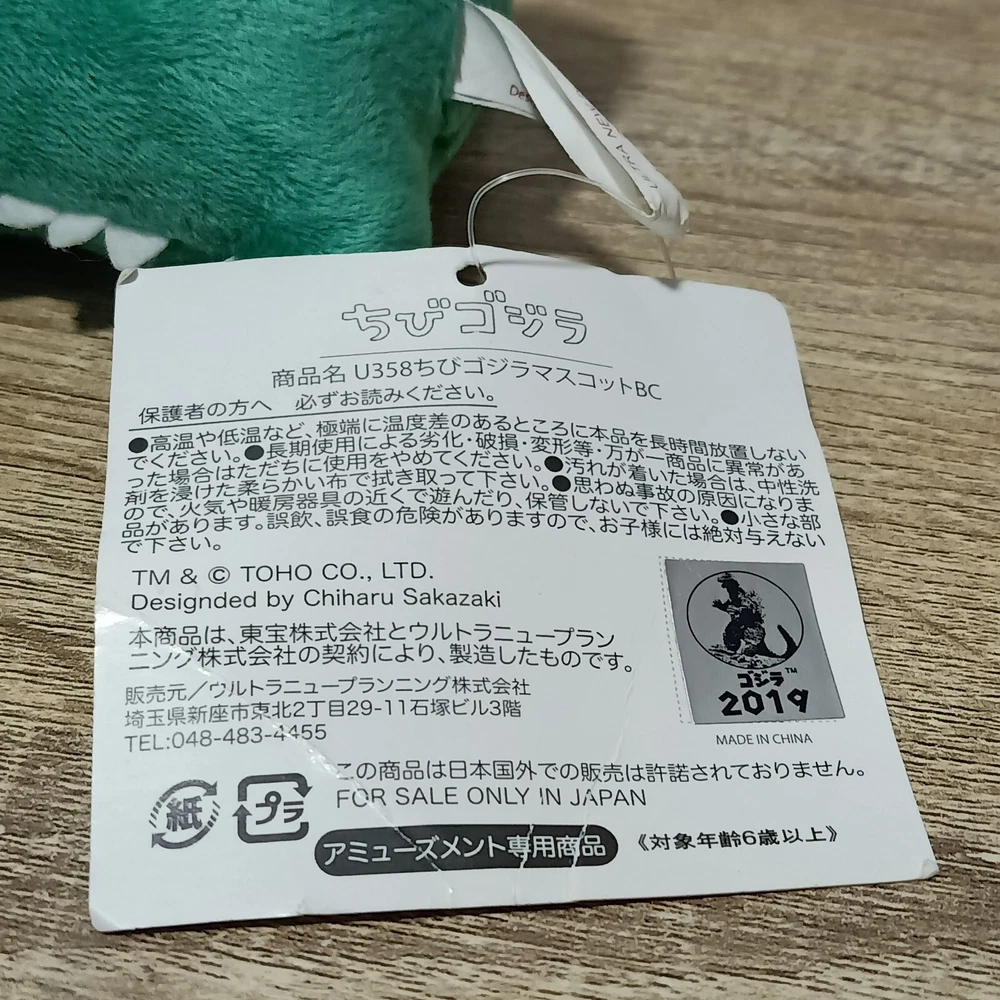 ULTRA NEW
ちびゴジラ
商品名 U358ちびゴジラマスコットBC
保護者の方へ 必ずお読みください。
●高温や低温など、極端に温度差のあるところに本品を長時間放置しない
でください。●長期使用による劣化・破損・変形等・万が一商品に異常があ
った場合はただちに使用をやめてください。●汚れが着いた場合は、中性洗
剤を浸けた柔らかい布で拭き取って下さい。●思わぬ事故の原因になりま
ので、火気や暖房器具の近くで遊んだり、保管しないで下さい。●小さな部
品があります。誤飲、誤食の危険がありますので、お子様には絶対与えない
で下さい。
TM & © TOHO CO., LTD.
Designded by Chiharu Sakazaki
本商品は、東宝株式会社とウルトラニュープラン
ニング株式会社の契約により、製造したものです。
販売元/ウルトラニュープランニング株式会社
埼玉県新座市東北2丁目29-11石塚ビル3階
TEL:048-483-4455
ゴジラ™
2019
MADE IN CHINA
この商品は日本国外での販売は許諾されておりません。
FOR SALE ONLY IN JAPAN
紙
プラ
アミューズメント専用商品
《対象年齢6歳以上》